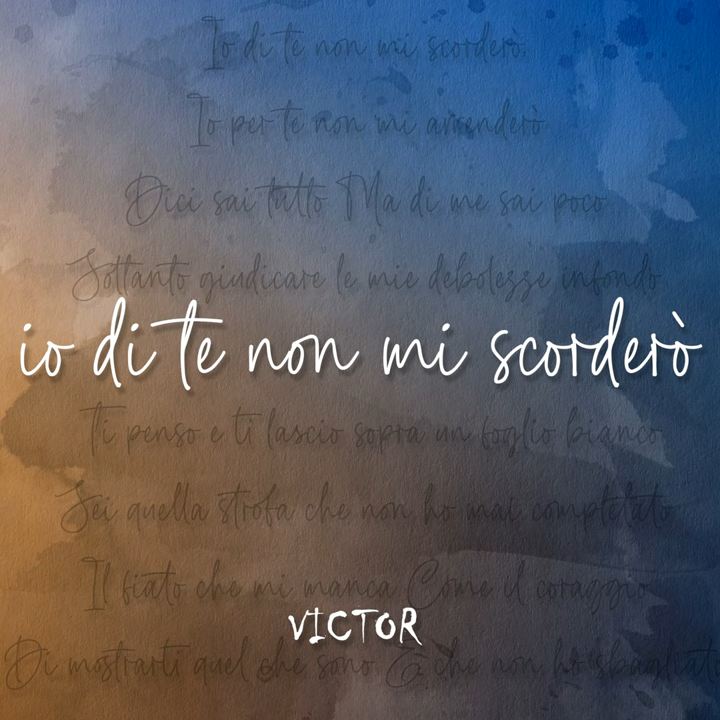 Io di te non mi scorderò.
Io per te non mi arrenderò
Dici sai tutto Ma di me sai poco
Soltanto giudicare le mie debolezze infondo
io di te non mi scorderò
Ti penso e ti lascio sopra un foglio bianco
Sei quella strofa che non ho mai completato
Il fiato che mi manca Come il coraggio
VICTOR
Di mostrarti quel che sono E che non ho sbagliat